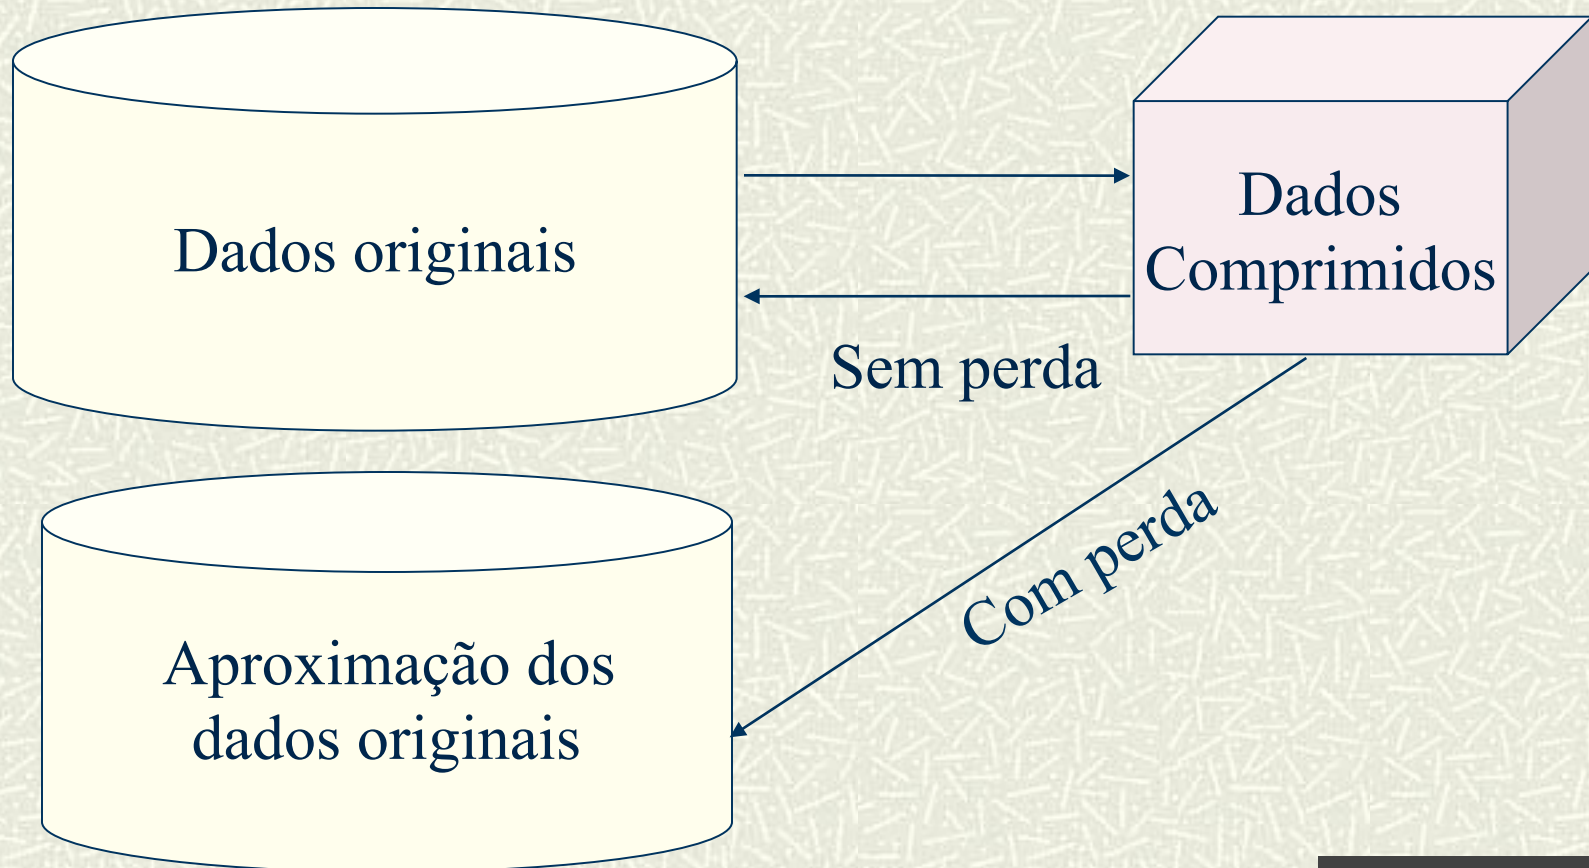 Dados originais
Dados
Comprimidos
Sem perda
Com perda
Aproximação dos
dados originais